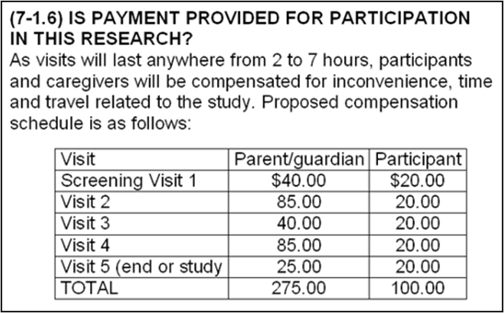 (7-1.6) IS PAYMENT PROVIDED FOR PARTICIPATION
IN THIS RESEARCH?
As visits will last anywhere from 2 to 7 hours, participants
and caregivers will be compensated for inconvenience, time
and travel related to the study. Proposed compensation
schedule is as follows:
Visit Parent/guardian Participant
Screening Visit 1 $40.00 $20.00
Visit 2 85.00 20.00
Visit 3 40.00 20.00
Visit 4 85.00 20.00
Visit 5 (end or study 25.00 20.00
TOTAL 275.00 100.00